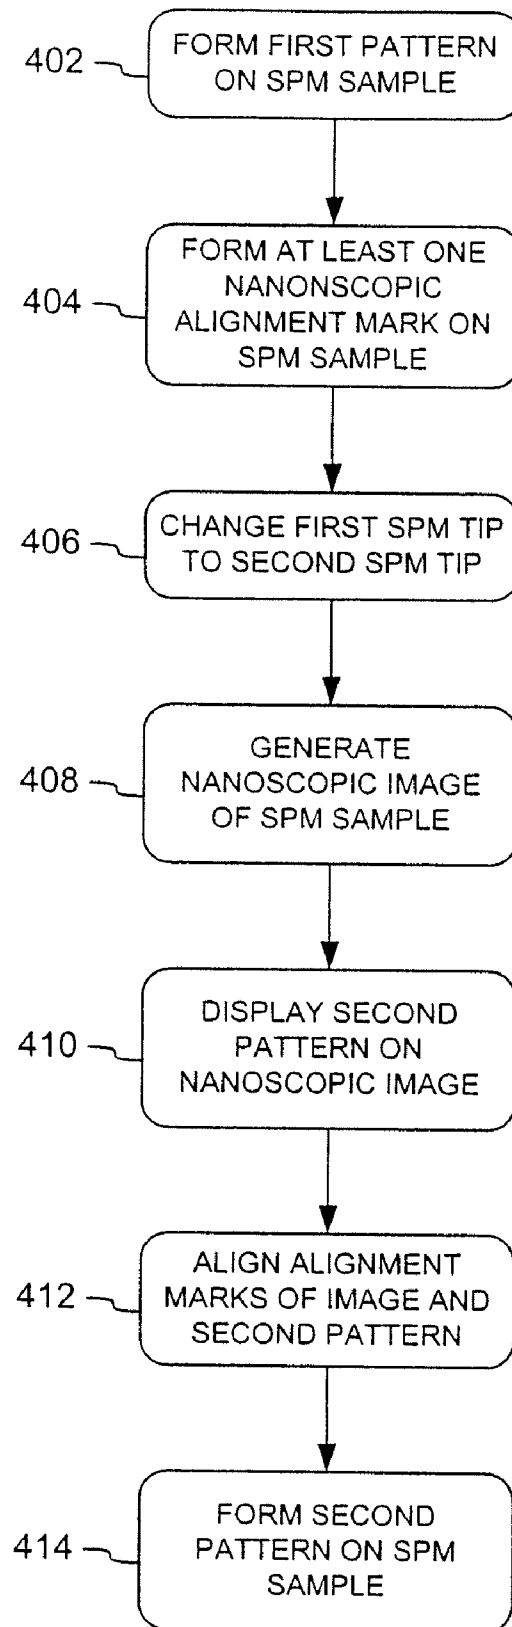 402
FORM FIRST PATTERN
ON SPM SAMPLE
404
FORM AT LEAST ONE
NANONSCOPIC
ALIGNMENT MARK ON
SPM SAMPLE
406
CHANGE FIRST SPM TIP
TO SECOND SPM TIP
408
GENERATE
NANOSCOPIC IMAGE
OF SPM SAMPLE
410
DISPLAY SECOND
PATTERN ON
NANOSCOPIC IMAGE
412
ALIGN ALIGNMENT
MARKS OF IMAGE AND
SECOND PATTERN
414
FORM SECOND
PATTERN ON SPM
SAMPLE